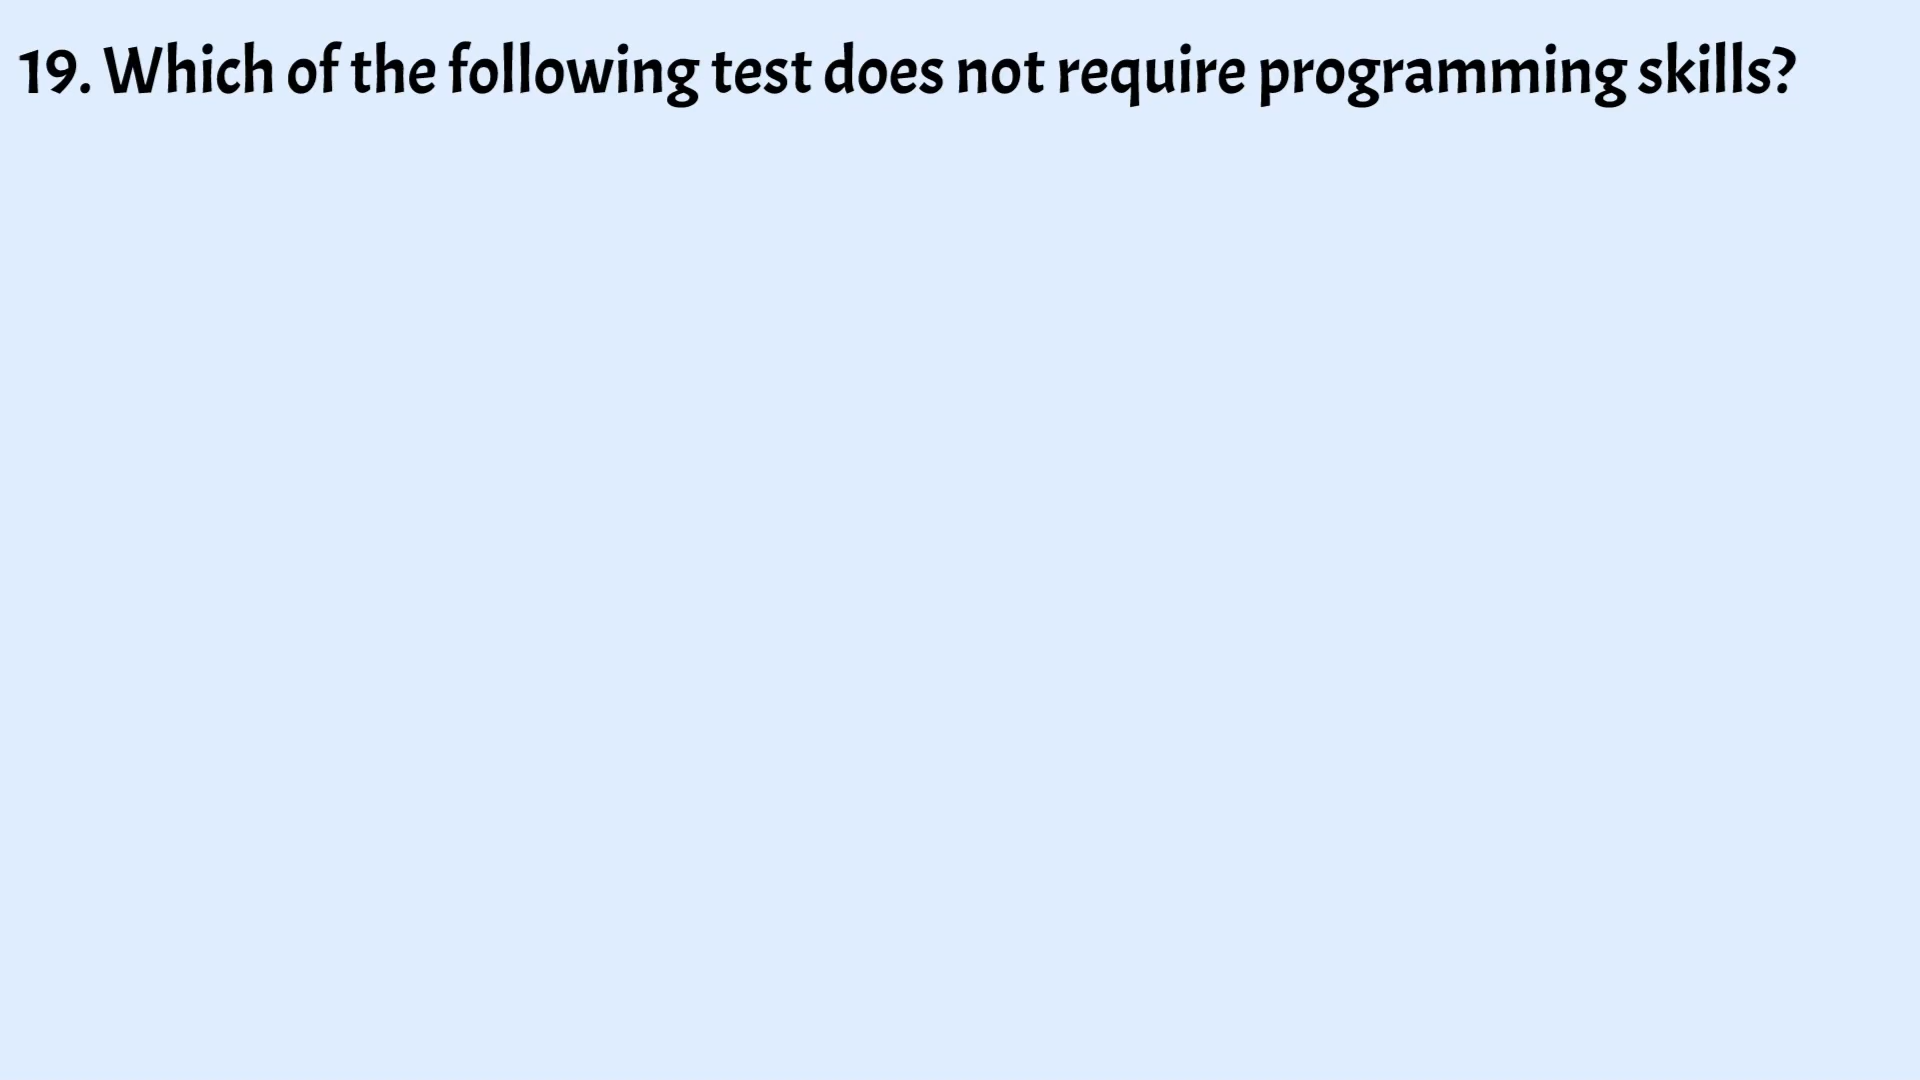 19. Which of the following test does not require programming skills?